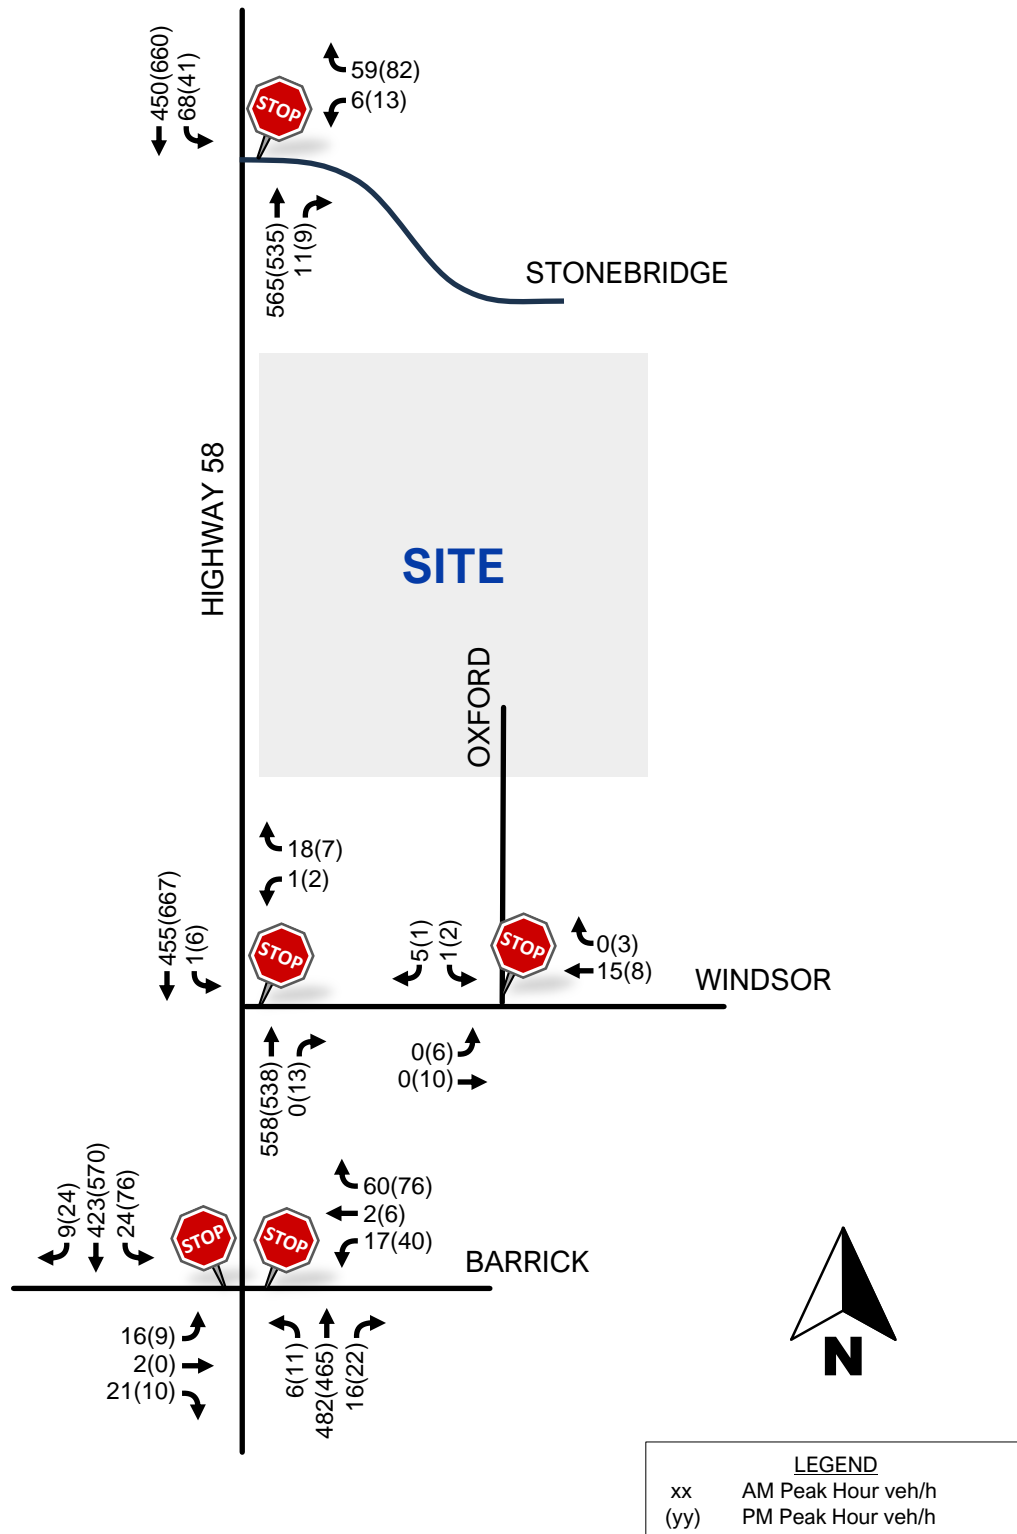 450(660)
68(41)
STOP
59(82)
6(13)
565(535)
11(9)
STONEBRIDGE
HIGHWAY 58
SITE
OXFORD
18(7)
1(2)
455(667)
1(6)
STOP
5(1)
1(2)
STOP
0(3)
15(8)
WINDSOR
558(538)
0(13)
0(6)
0(10)
9(24)
423(570)
24(76)
STOP
STOP
60(76)
2(6)
17(40)
BARRICK
16(9)
2(0)
21(10)
6(11)
482(465)
16(22)
N
LEGEND
xx AM Peak Hour veh/h
(yy) PM Peak Hour veh/h